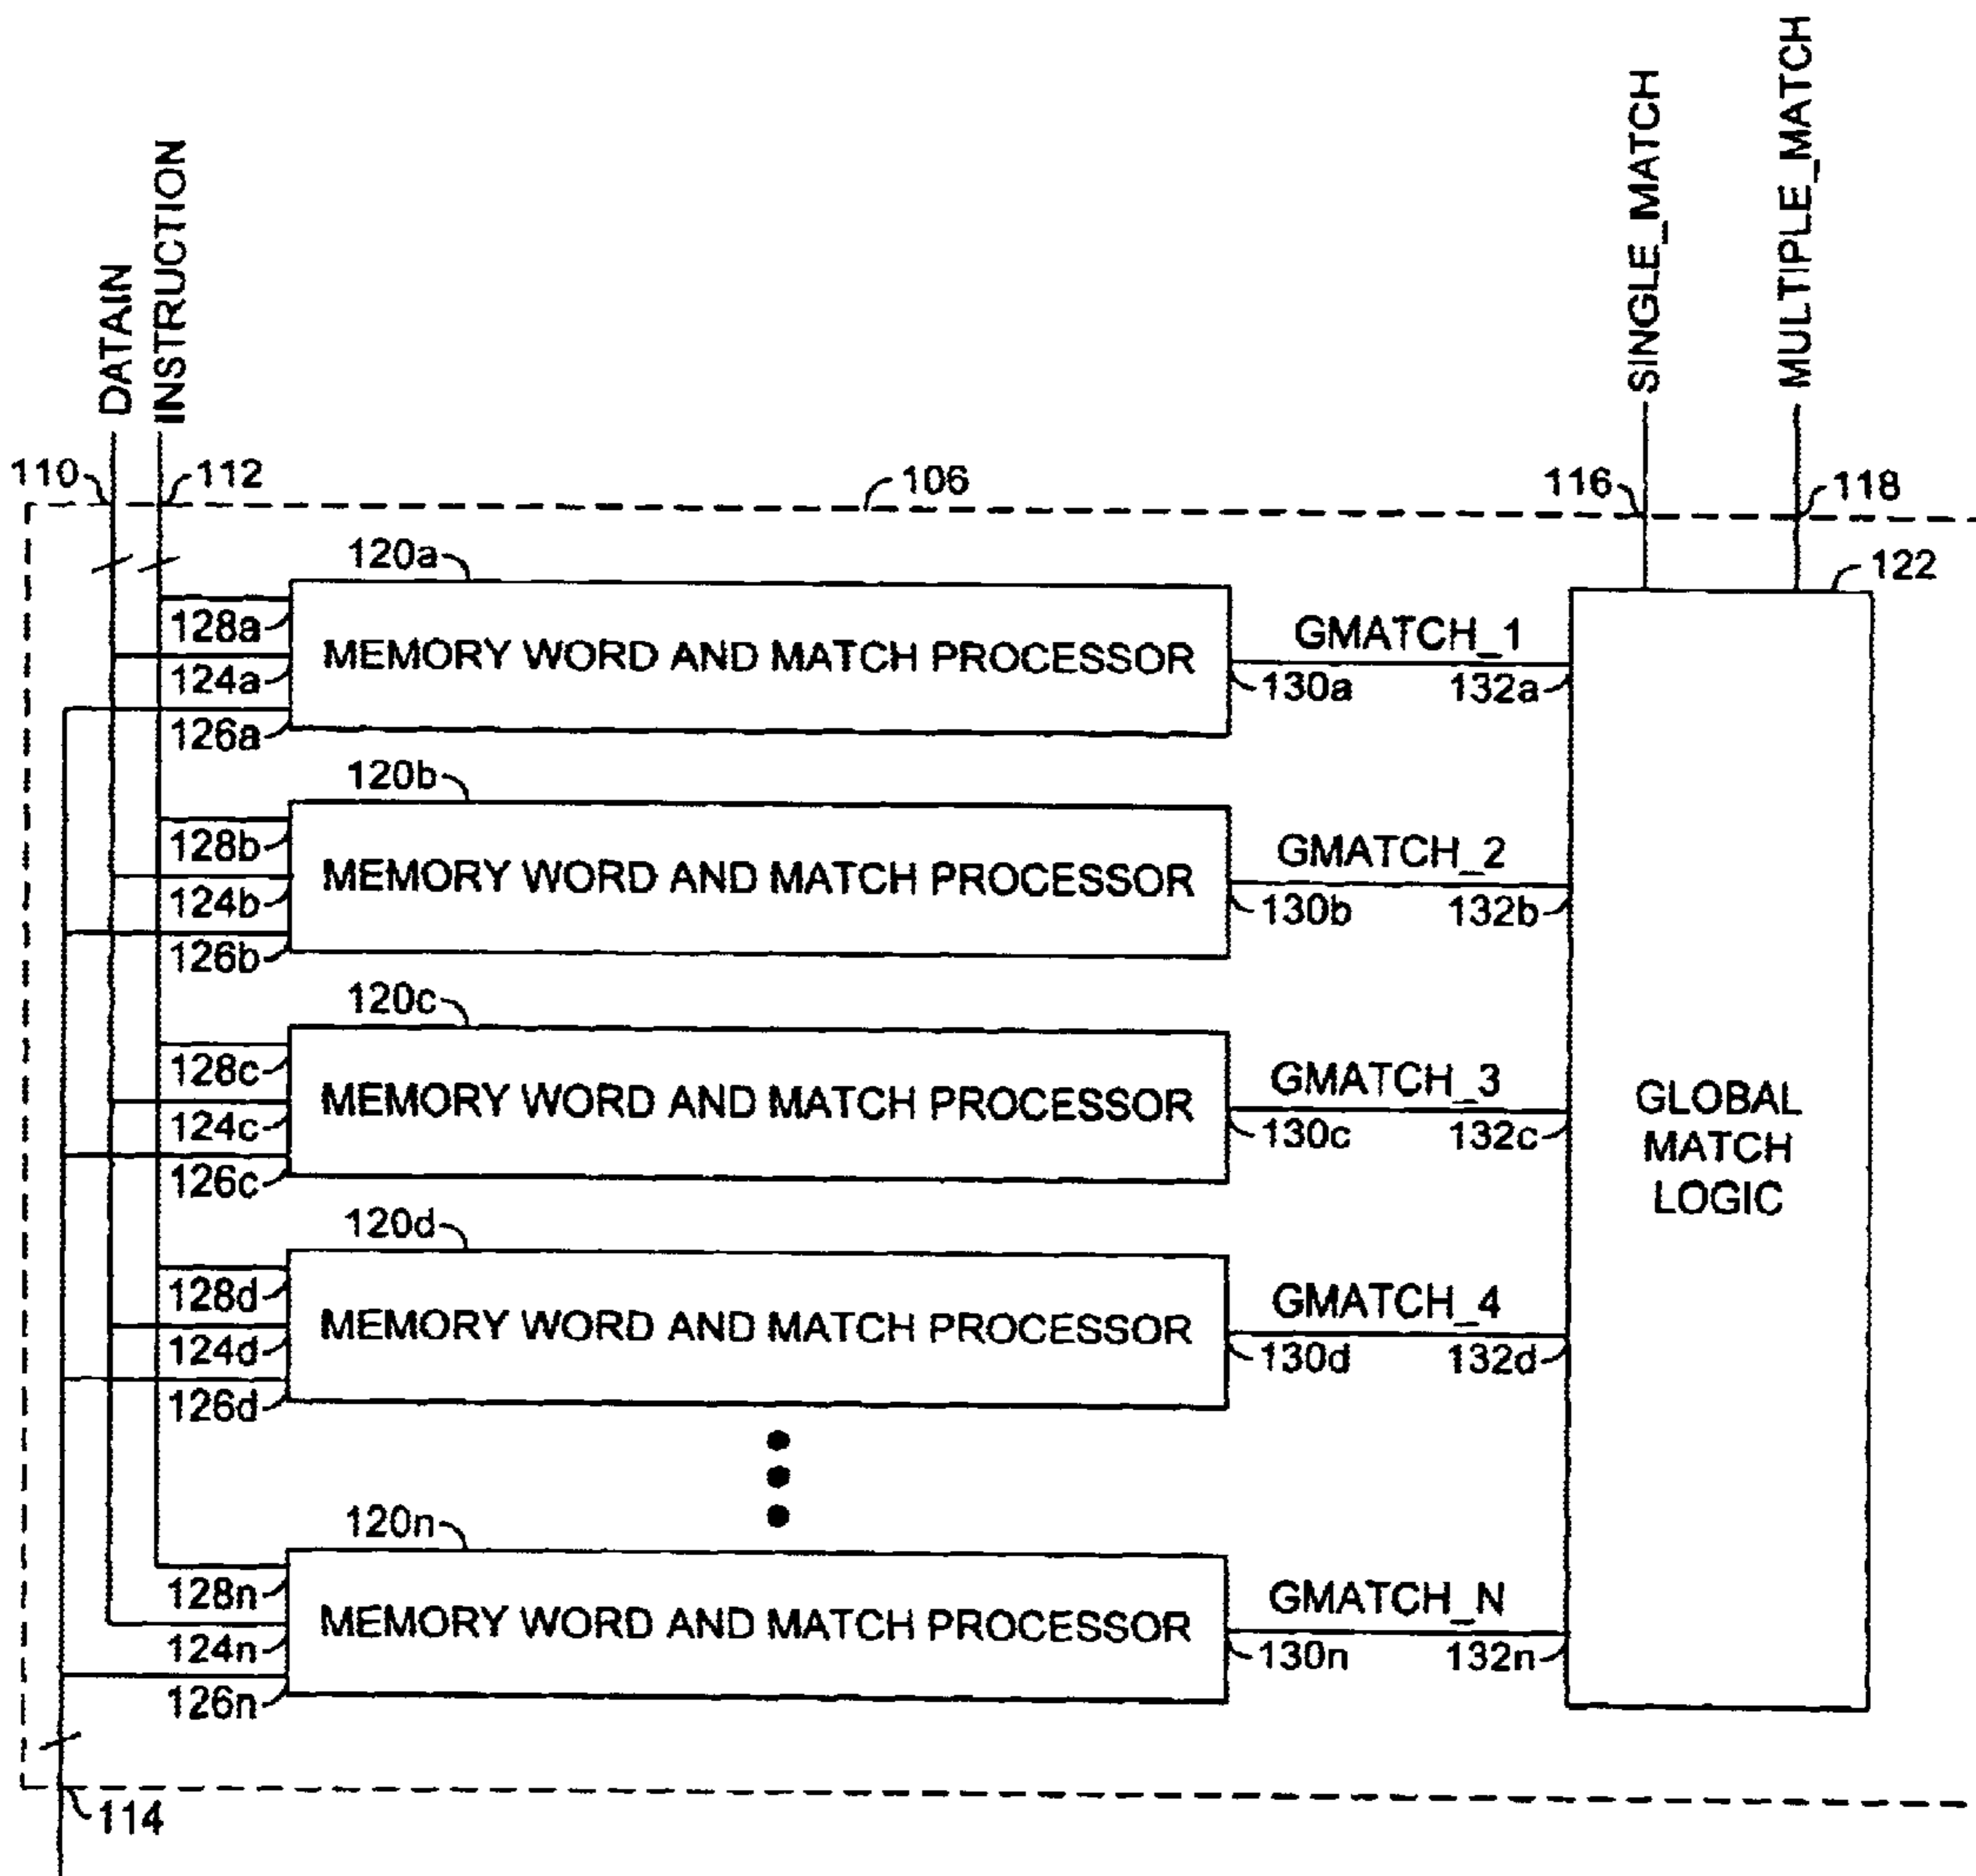 SINGLE_MATCH
MULTIPLE_MATCH
DATAIN
INSTRUCTION
110
112
106
116
118
120a
122
128a
124a
126a
MEMORY WORD AND MATCH PROCESSOR
GMATCH_1
130a
132a
120b
128b
124b
126b
MEMORY WORD AND MATCH PROCESSOR
GMATCH_2
130b
132b
120c
128c
124c
126c
MEMORY WORD AND MATCH PROCESSOR
GMATCH_3
130c
132c
GLOBAL
MATCH
LOGIC
120d
128d
124d
126d
MEMORY WORD AND MATCH PROCESSOR
GMATCH_4
130d
132d
120n
128n
124n
126n
MEMORY WORD AND MATCH PROCESSOR
GMATCH_N
130n
132n
114